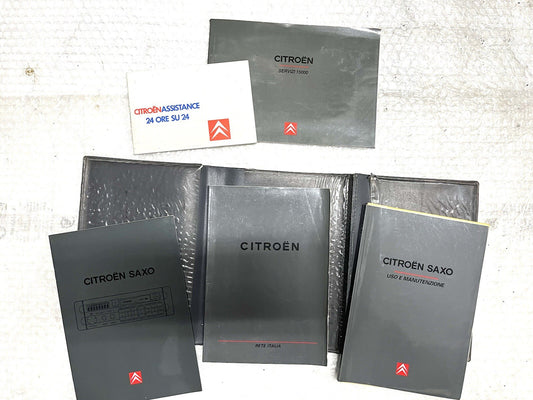 CITROËN
SERVIZI 15000
CITROËNASSISTANCE
24 ORE SU 24
CITROËN SAXO
CITROËN
RETE ITALIA
CITROËN SAXO
USO E MANUTENZIONE